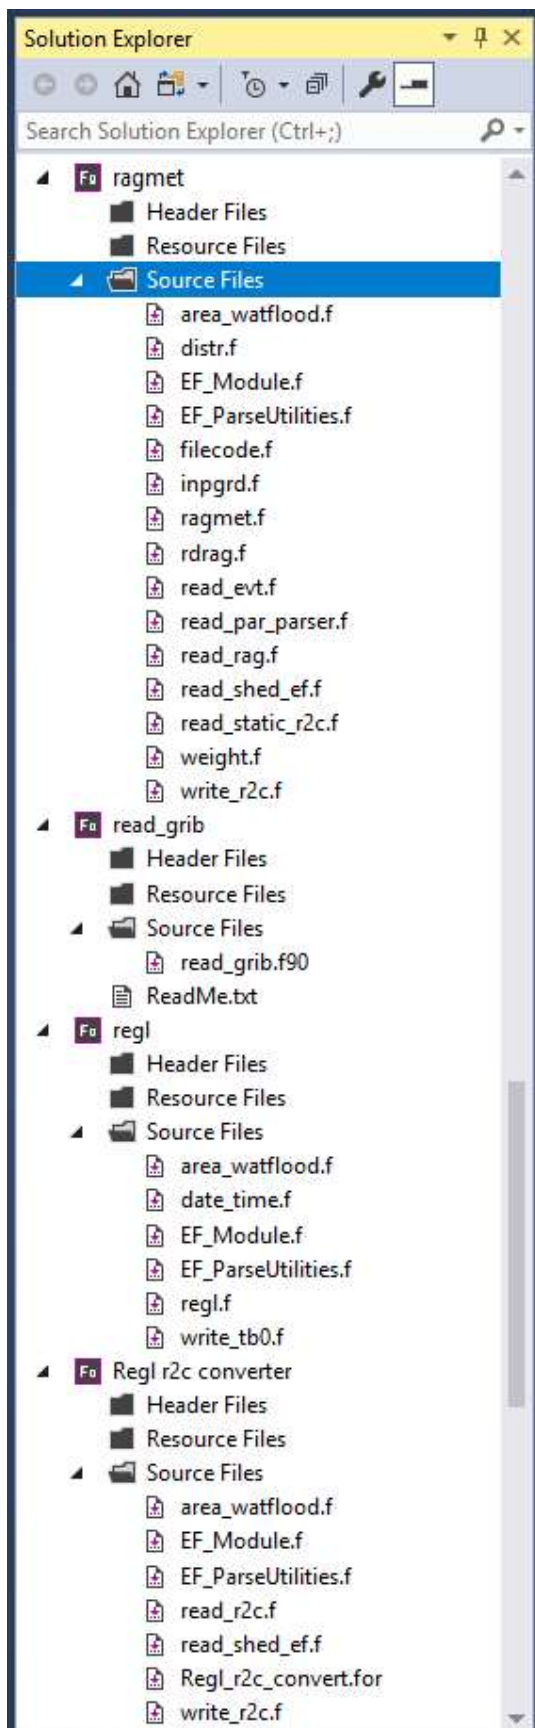 Solution Explorer
Search Solution Explorer (Ctrl+;)
ragmet
Header Files
Resource Files
Source Files
area_watflood.f
distr.f
EF_Module.f
EF_ParseUtilities.f
filecode.f
inpgrd.f
ragmet.f
rdrag.f
read_evt.f
read_par_parser.f
read_rag.f
read_shed_ef.f
read_static_r2c.f
weight.f
write_r2c.f
read_grib
Header Files
Resource Files
Source Files
read_grib.f90
ReadMe.txt
regl
Header Files
Resource Files
Source Files
area_watflood.f
date_time.f
EF_Module.f
EF_ParseUtilities.f
regl.f
write_tb0.f
Regl r2c converter
Header Files
Resource Files
Source Files
area_watflood.f
EF_Module.f
EF_ParseUtilities.f
read_r2c.f
read_shed_ef.f
Regl_r2c_convert.for
write_r2c.f